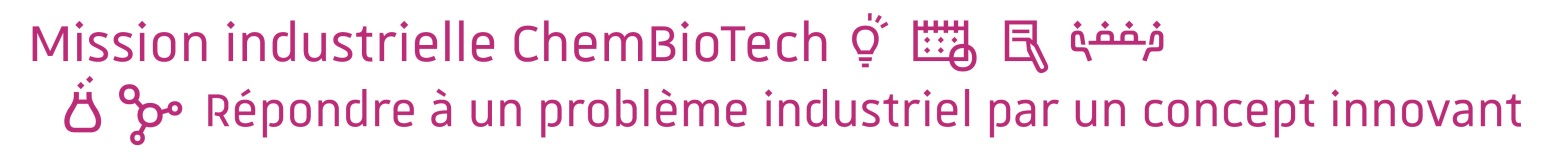 Mission industrielle ChemBioTech
Répondre à un problème industriel par un concept innovant